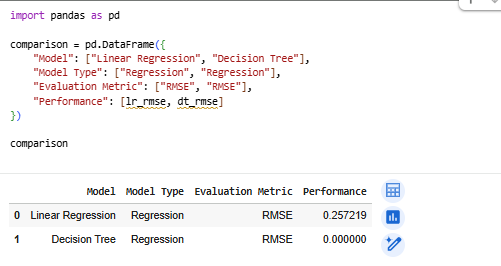 import pandas as pd
comparison = pd.DataFrame({
"Model": ["Linear Regression", "Decision Tree"],
"Model Type": ["Regression", "Regression"],
"Evaluation Metric": ["RMSE", "RMSE"],
"Performance": [lr_rmse, dt_rmse]
})
comparison
Model Model Type Evaluation Metric Performance
0 Linear Regression Regression RMSE 0.257219
1 Decision Tree Regression RMSE 0.000000